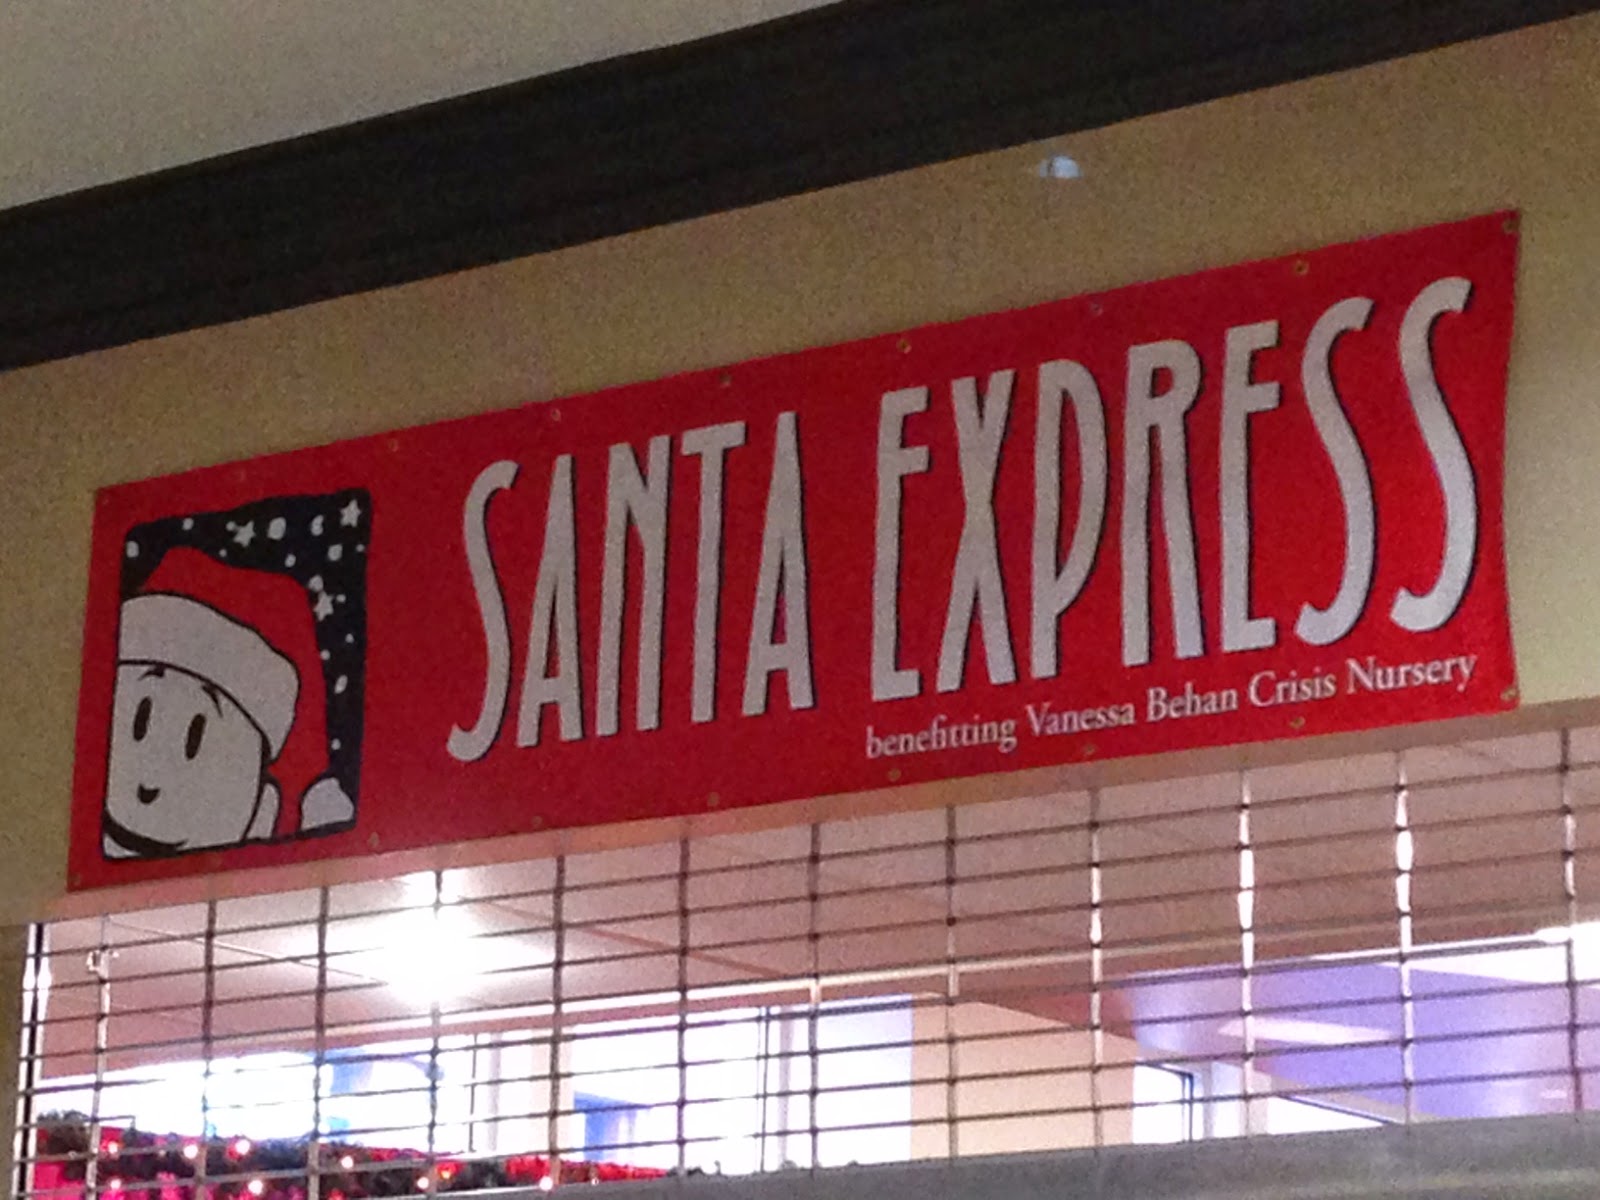 SANTA EXPRESS
benefitting Vanessa Behan Crisis Nursery